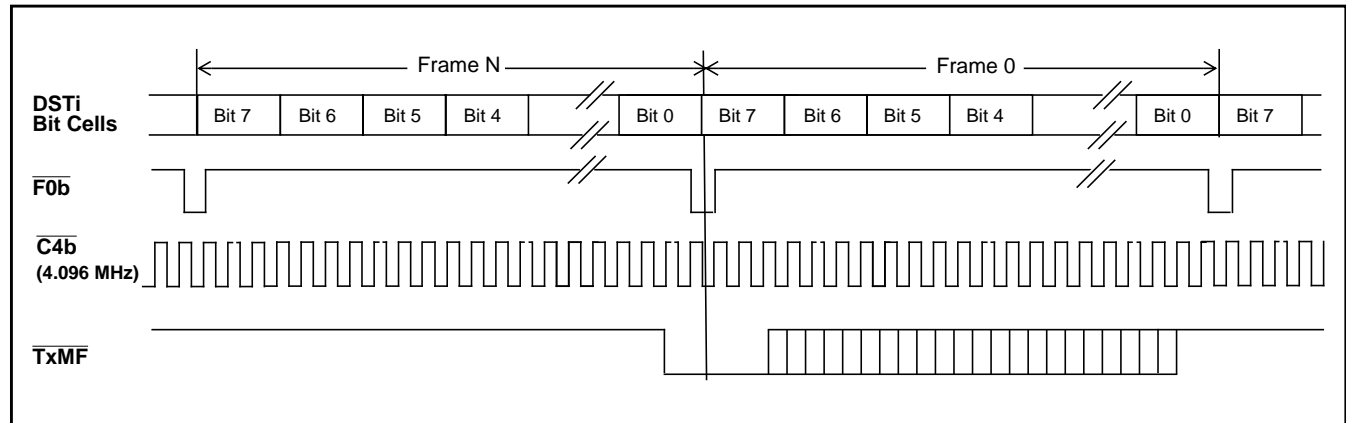 Frame N
Frame 0
DSTi
Bit Cells
Bit 7 Bit 6 Bit 5 Bit 4 Bit 0 Bit 7 Bit 6 Bit 5 Bit 4 Bit 0 Bit 7
F0b
C4b
(4.096 MHz)
TxMF